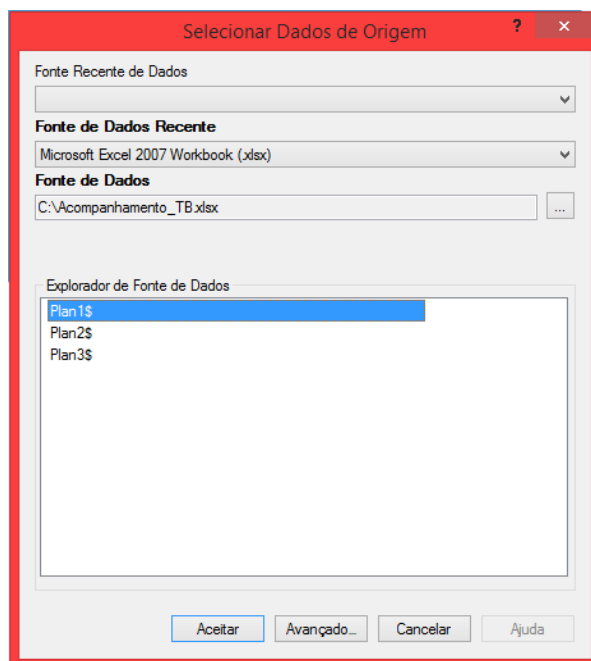 Selecionar Dados de Origem
?
Fonte Recente de Dados
Fonte de Dados Recente
Microsoft Excel 2007 Workbook (.xlsx)
Fonte de Dados
C:\Acompanhamento_TB.xlsx
...
Explorador de Fonte de Dados
Plan1$
Plan2$
Plan3$
Aceitar Avançado... Cancelar Ajuda